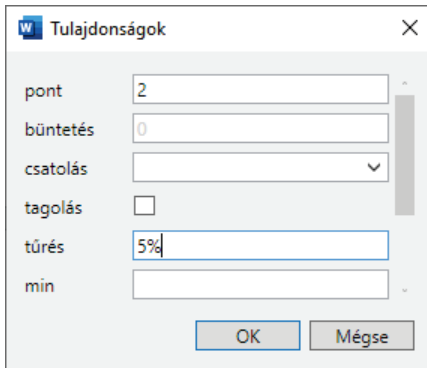 Tulajdonságok
pont 2
büntetés 0
csatolás
tagolás
tűrés 5%
min
OK Mégse